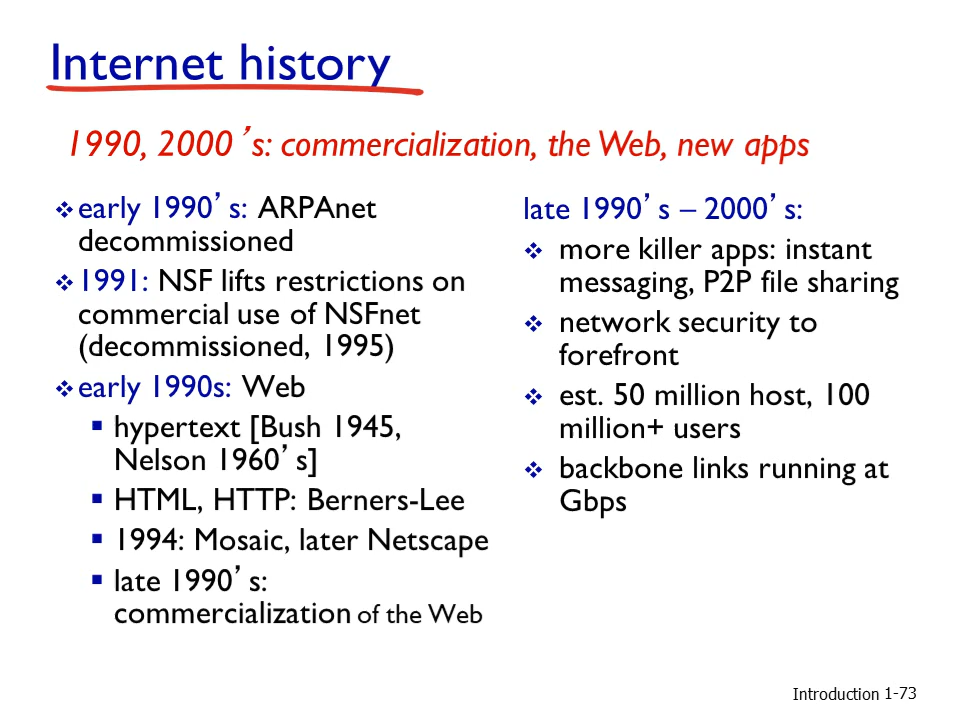 Internet history
1990, 2000’s: commercialization, the Web, new apps
❖ early 1990’s: ARPAnet
decommissioned
❖ 1991: NSF lifts restrictions on
commercial use of NSFnet
(decommissioned, 1995)
❖ early 1990s: Web
▪ hypertext [Bush 1945,
Nelson 1960’s]
▪ HTML, HTTP: Berners-Lee
▪ 1994: Mosaic, later Netscape
▪ late 1990’s:
commercialization of the Web
late 1990’s – 2000’s:
❖ more killer apps: instant
messaging, P2P file sharing
❖ network security to
forefront
❖ est. 50 million host, 100
million+ users
❖ backbone links running at
Gbps
Introduction 1-73